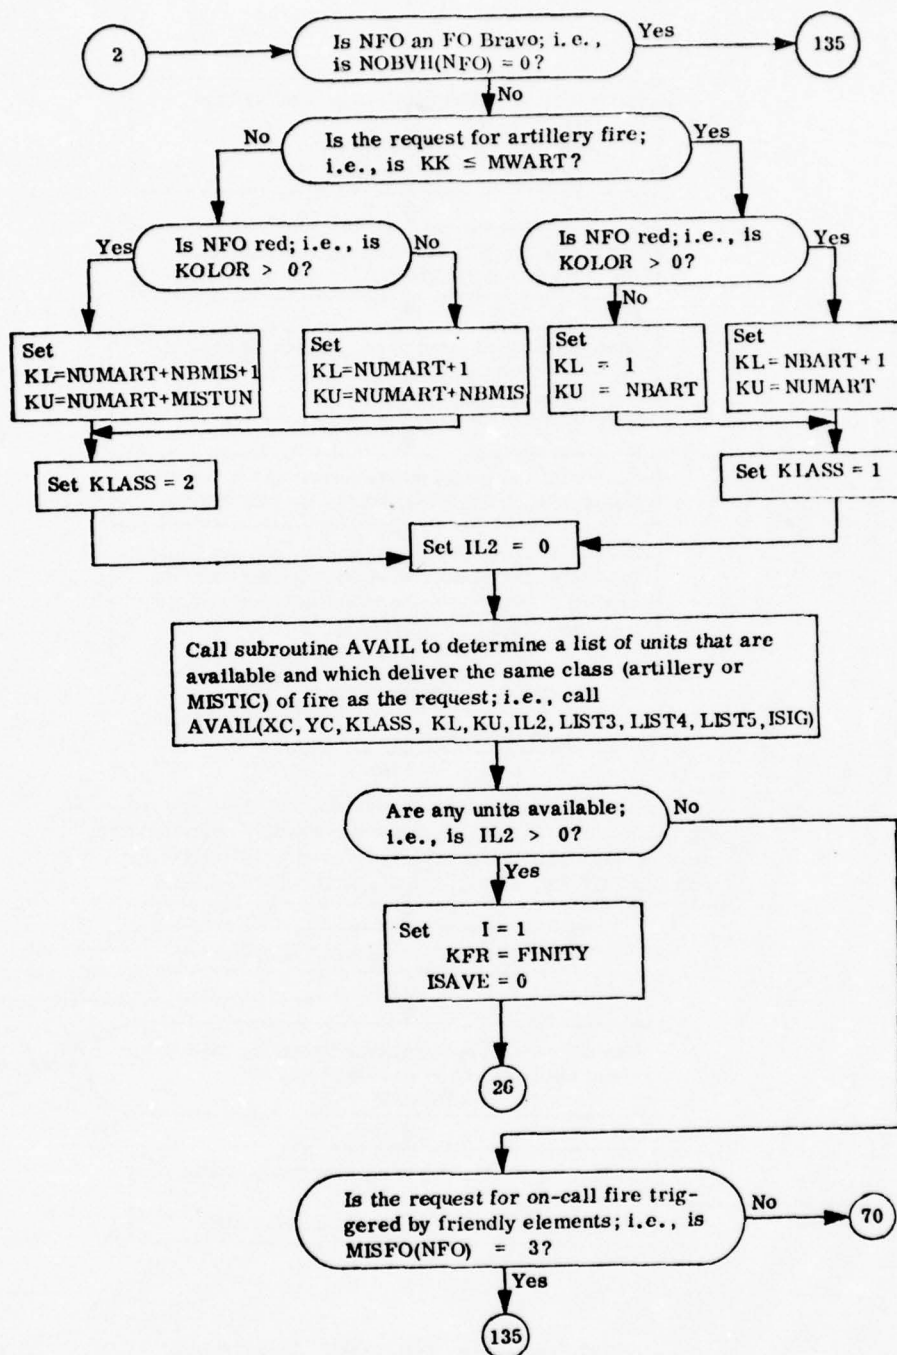 2
Is NFO an FO Bravo; i.e.,
is NOBVH(NFO) = 0?
Yes
135
No
Is the request for artillery fire;
i.e., is KK ≤ MWART?
No
Yes
Is NFO red; i.e., is
KOLOR > 0?
Yes
No
Is NFO red; i.e., is
KOLOR > 0?
Yes
No
Set
KL=NUMART+NBMIS+1
KU=NUMART+MISTUN
Set
KL=NUMART+1
KU=NUMART+NBMIS
Set
KL = 1
KU = NBART
Set
KL = NBART + 1
KU = NUMART
Set KLASS = 2
Set KLASS = 1
Set IL2 = 0
Call subroutine AVAIL to determine a list of units that are
available and which deliver the same class (artillery or
MISTIC) of fire as the request; i.e., call
AVAIL(XC, YC, KLASS, KL, KU, IL2, LIST3, LIST4, LIST5, ISIG)
Are any units available;
i.e., is IL2 > 0?
No
Yes
Set I = 1
KFR = FINITY
ISAVE = 0
26
Is the request for on-call fire trig-
gered by friendly elements; i.e., is
MISFO(NFO) = 3?
No
70
Yes
135